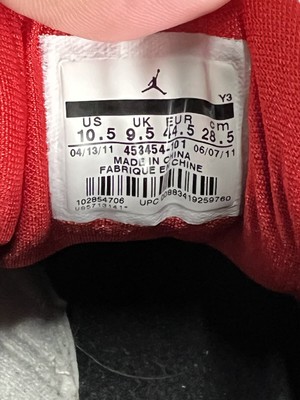 Y3
US UK EUR cm
10.5 9.5 44.5 28.5
04/13/11 453454-101 06/07/11
MADE IN CHINA
FABRIQUE EN CHINE
102854706 UPC 00883419259760